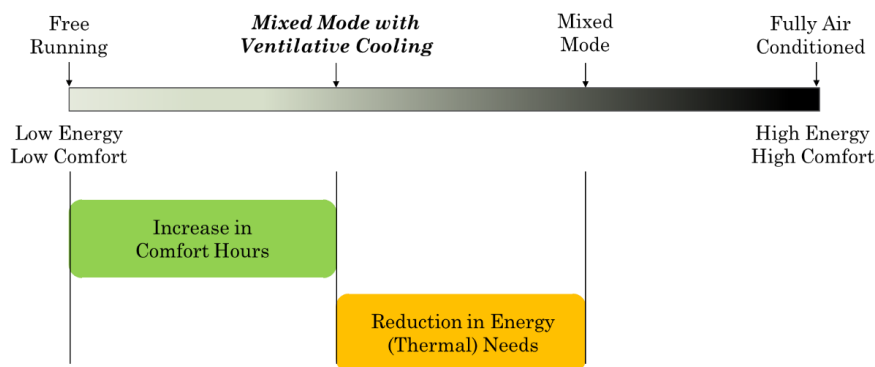 Free
Running
Mixed Mode with
Ventilative Cooling
Mixed
Mode
Fully Air
Conditioned
Low Energy
Low Comfort
High Energy
High Comfort
Increase in
Comfort Hours
Reduction in Energy
(Thermal) Needs